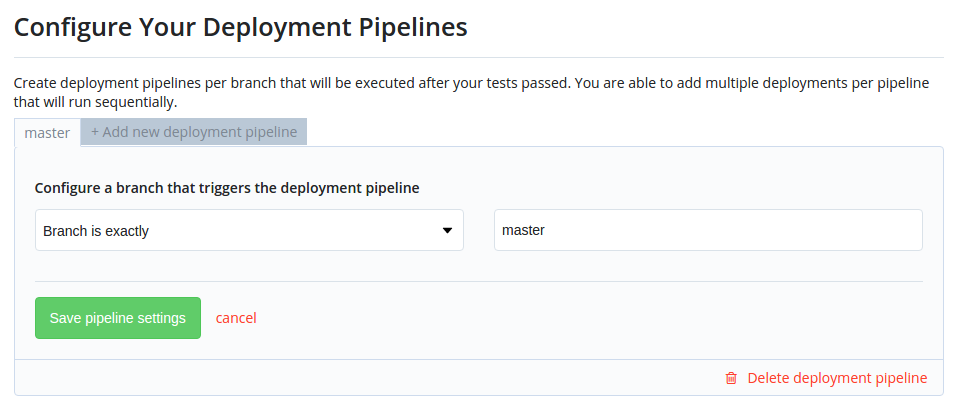 Configure Your Deployment Pipelines
Create deployment pipelines per branch that will be executed after your tests passed. You are able to add multiple deployments per pipeline
that will run sequentially.
master + Add new deployment pipeline
Configure a branch that triggers the deployment pipeline
Branch is exactly master
Save pipeline settings cancel
Delete deployment pipeline